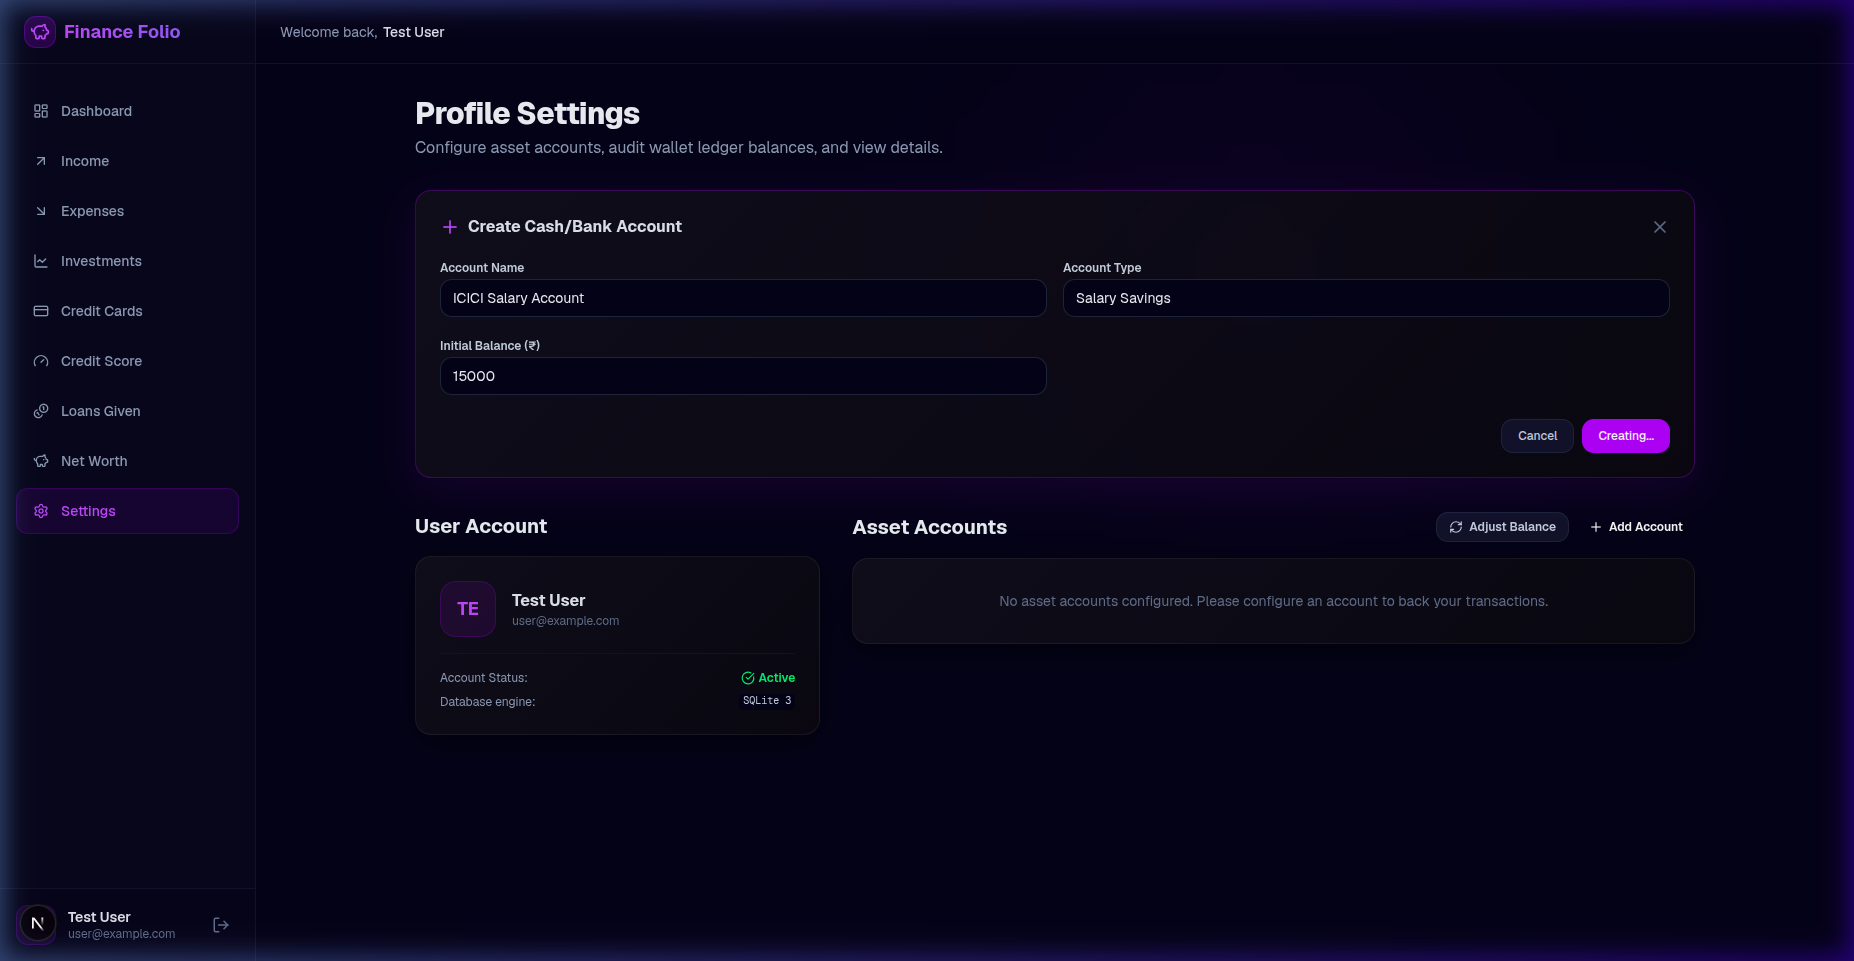 Finance Folio
Welcome back, Test User
Dashboard
Income
Expenses
Investments
Credit Cards
Credit Score
Loans Given
Net Worth
Settings
Profile Settings
Configure asset accounts, audit wallet ledger balances, and view details.
Create Cash/Bank Account
Account Name
ICICI Salary Account
Account Type
Salary Savings
Initial Balance (₹)
15000
Cancel
Creating...
User Account
TE
Test User
user@example.com
Account Status:
Active
Database engine:
SQLite 3
Asset Accounts
Adjust Balance
Add Account
No asset accounts configured. Please configure an account to back your transactions.
N
Test User
user@example.com